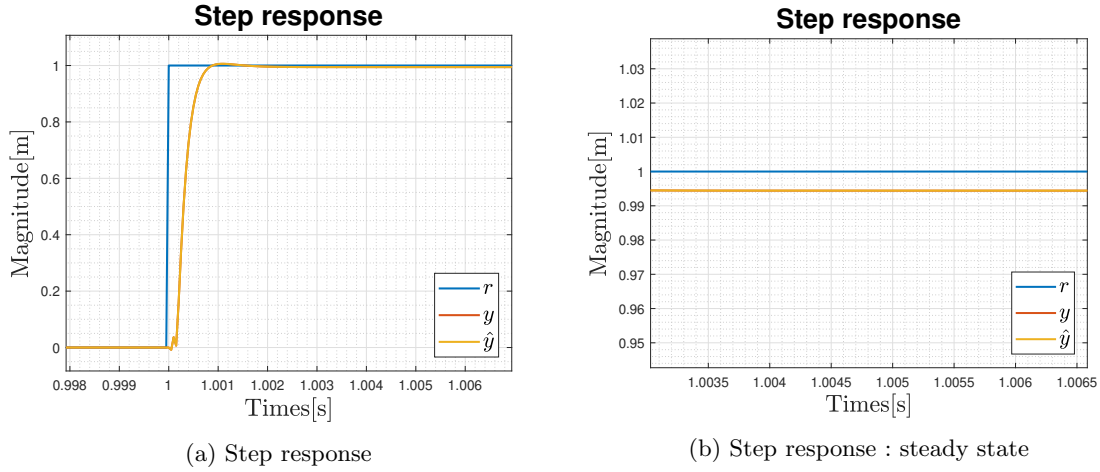 Step response
Magnitude[m]
1
0.8
0.6
0.4
0.2
0
r
y
ŷ
0.998 0.999 1 1.001 1.002 1.003 1.004 1.005 1.006
Times[s]
(a) Step response
Step response
Magnitude[m]
1.03
1.02
1.01
1
0.99
0.98
0.97
0.96
0.95
r
y
ŷ
1.0035 1.004 1.0045 1.005 1.0055 1.006 1.0065
Times[s]
(b) Step response : steady state